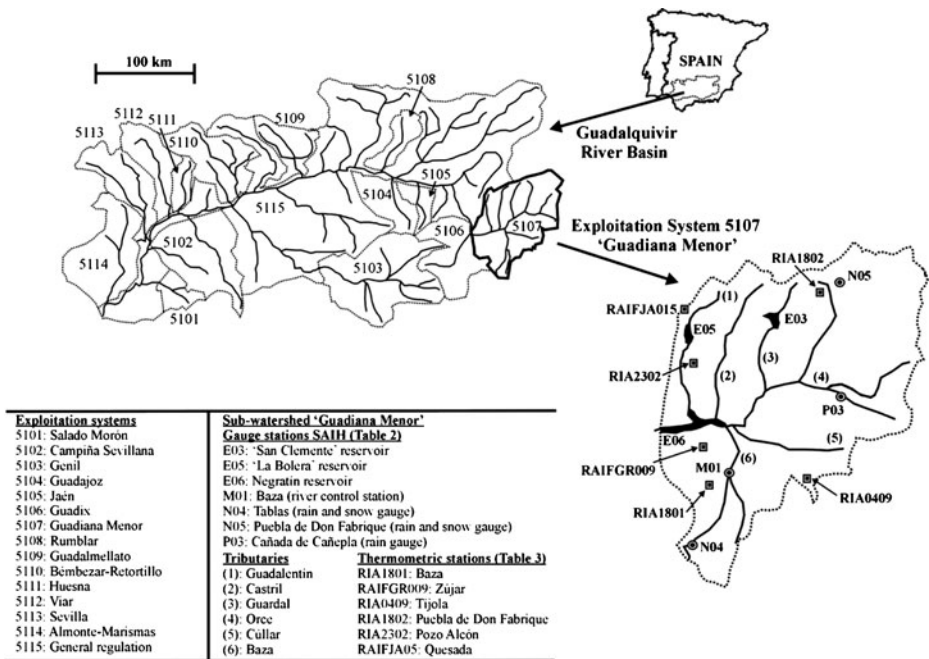 100 km
SPAIN
Guadalquivir
River Basin
5108
5109
5112
5111
5113
5110
5105
5104
5115
5107
5106
5102
5114
5103
5101
Exploitation System 5107
'Guadiana Menor'
RIA1802
N05
(1)
RAIFJA015
E05
E03
(3)
RIA2302
(2)
(4)
P03
E06
(5)
(6)
RAIFGR009
M01
RIA1801
RIA0409
N04
Exploitation systems
5101: Salado Morón
5102: Campiña Sevillana
5103: Genil
5104: Guadajoz
5105: Jaén
5106: Guadix
5107: Guadiana Menor
5108: Rumblar
5109: Guadalmellato
5110: Bémbezar-Retortillo
5111: Huesna
5112: Viar
5113: Sevilla
5114: Almonte-Marismas
5115: General regulation
Sub-watershed 'Guadiana Menor'
Gauge stations SAIH (Table 2)
E03: 'San Clemente' reservoir
E05: 'La Bolera' reservoir
E06: Negratín reservoir
M01: Baza (river control station)
N04: Tablas (rain and snow gauge)
N05: Puebla de Don Fabrique (rain and snow gauge)
P03: Cañada de Cañepla (rain gauge)
Tributaries
(1): Guadalentin
(2): Castril
(3): Guardal
(4): Orce
(5): Cúllar
(6): Baza
Thermometric stations (Table 3)
RIA1801: Baza
RAIFGR009: Zújar
RIA0409: Tíjola
RIA1802: Puebla de Don Fabrique
RIA2302: Pozo Alcón
RAIFJA05: Quesada